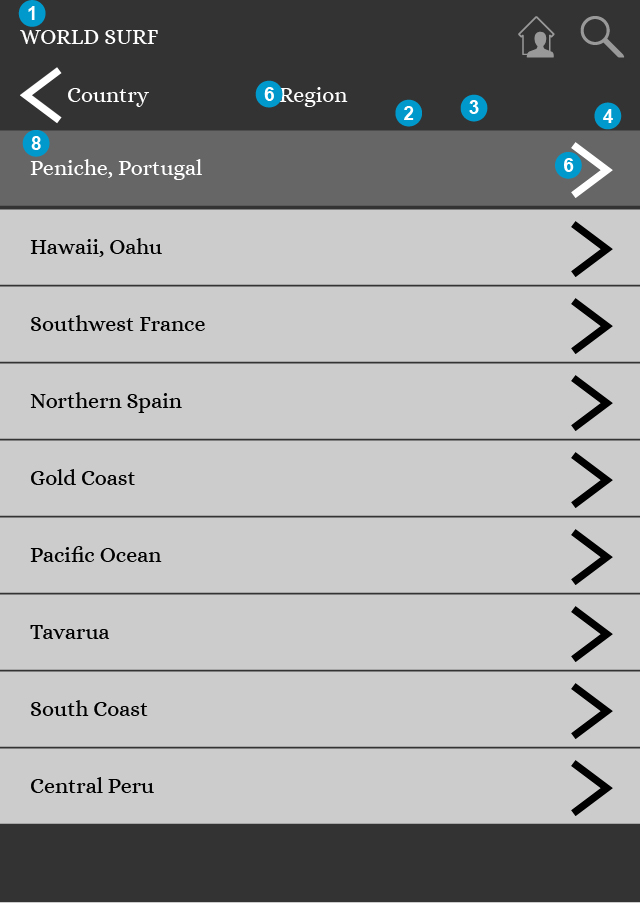 1
WORLD SURF
Country
6 Region
2
3
4
8
Peniche, Portugal
6
Hawaii, Oahu
Southwest France
Northern Spain
Gold Coast
Pacific Ocean
Tavarua
South Coast
Central Peru